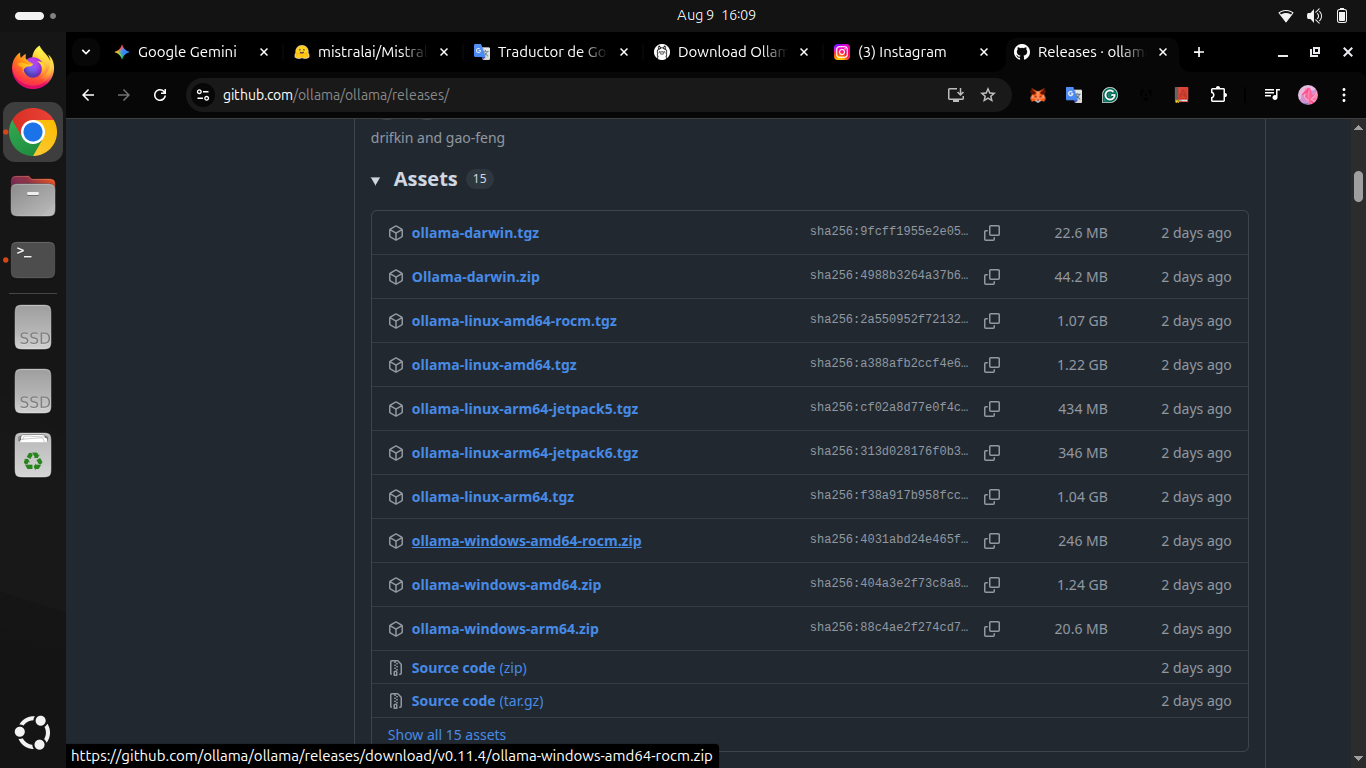 Aug 9 16:09
Google Gemini
mistralai/Mistral
Traductor de Go
Download Ollam
(3) Instagram
Releases · ollam
github.com/ollama/ollama/releases/
drifkin and gao-feng
Assets 15
ollama-darwin.tgz sha256:9fcff1955e2e05… 22.6 MB 2 days ago
Ollama-darwin.zip sha256:4988b3264a37b6… 44.2 MB 2 days ago
ollama-linux-amd64-rocm.tgz sha256:2a550952f72132… 1.07 GB 2 days ago
ollama-linux-amd64.tgz sha256:a388afb2ccf4e6… 1.22 GB 2 days ago
ollama-linux-arm64-jetpack5.tgz sha256:cf02a8d77e0f4c… 434 MB 2 days ago
ollama-linux-arm64-jetpack6.tgz sha256:313d028176f0b3… 346 MB 2 days ago
ollama-linux-arm64.tgz sha256:f38a917b958fcc… 1.04 GB 2 days ago
ollama-windows-amd64-rocm.zip sha256:4031abd24e465f… 246 MB 2 days ago
ollama-windows-amd64.zip sha256:404a3e2f73c8a8… 1.24 GB 2 days ago
ollama-windows-arm64.zip sha256:88c4ae2f274cd7… 20.6 MB 2 days ago
Source code (zip) 2 days ago
Source code (tar.gz) 2 days ago
Show all 15 assets
https://github.com/ollama/ollama/releases/download/v0.11.4/ollama-windows-amd64-rocm.zip
SSD
SSD